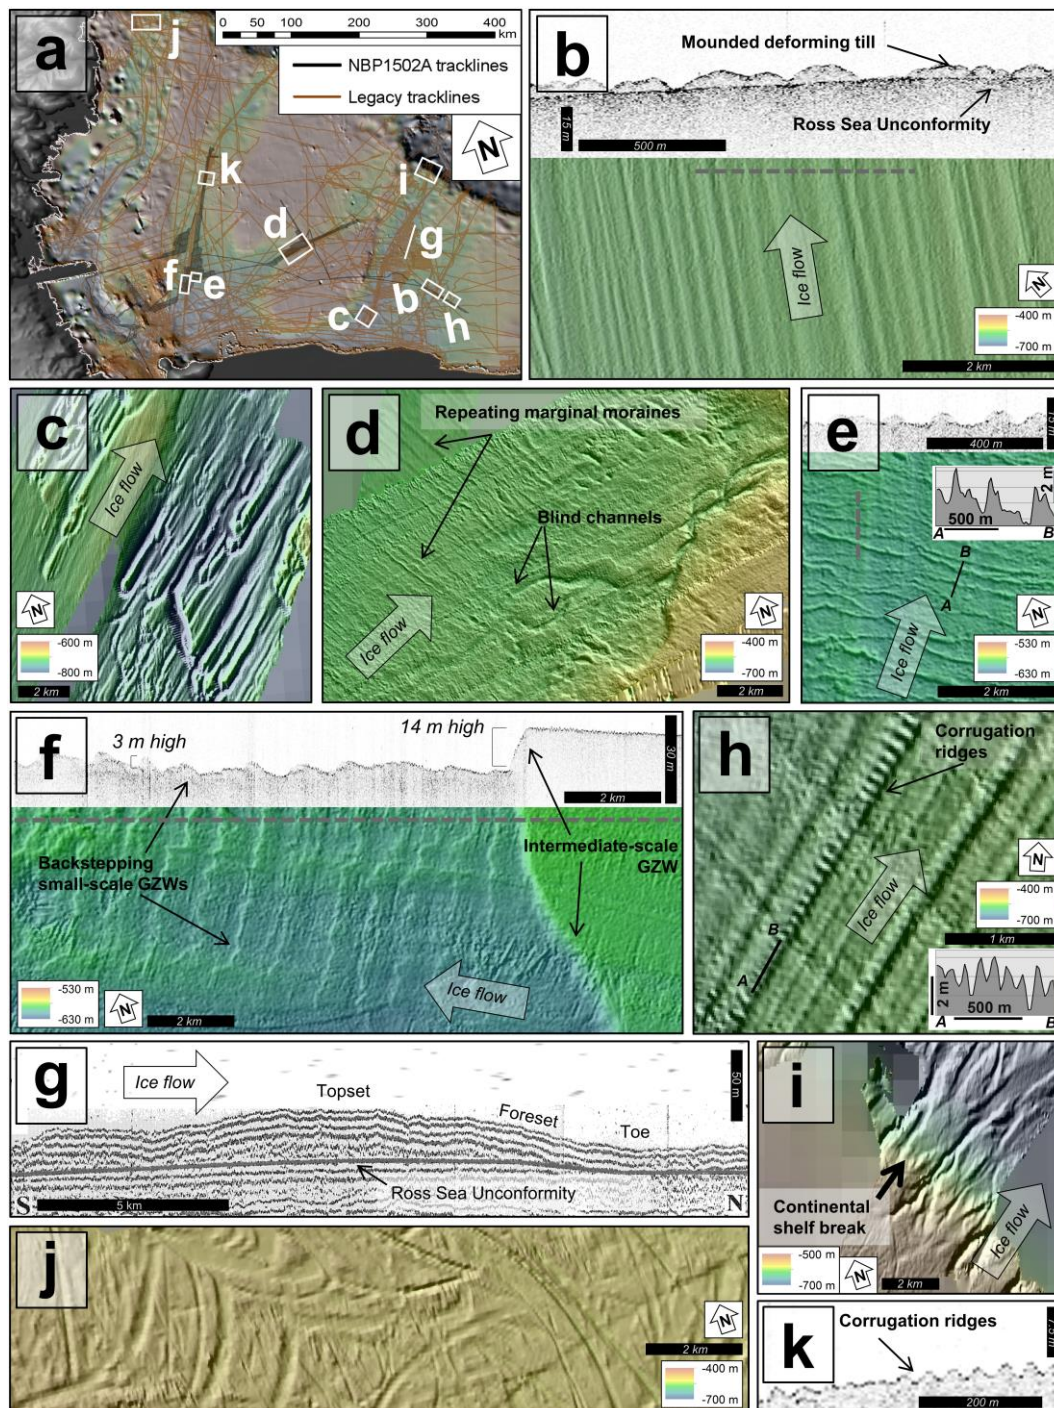 a
j
0 50 100 200 300 400
km
NBP1502A tracklines
Legacy tracklines
N
k
i
d
g
f
e
b
c
h
b
Mounded deforming till
Ross Sea Unconformity
15 m
500 m
Ice flow
N
-400 m
-700 m
2 km
c
Ice flow
N
-600 m
-800 m
2 km
d
Repeating marginal moraines
Blind channels
Ice flow
N
-400 m
-700 m
2 km
e
400 m
2 m
500 m
A B
B
A
Ice flow
N
-530 m
-630 m
2 km
f
3 m high
14 m high
30 m
2 km
Backstepping
small-scale GZWs
Intermediate-scale
GZW
Ice flow
-530 m
-630 m
N
2 km
h
Corrugation
ridges
Ice flow
N
-400 m
-700 m
1 km
B
A
2 m
500 m
A B
g
Ice flow
Topset
Foreset
Toe
50 m
Ross Sea Unconformity
S
5 km
N
i
Continental
shelf break
Ice flow
-500 m
-700 m
N
2 km
j
N
2 km
-400 m
-700 m
k
Corrugation ridges
200 m